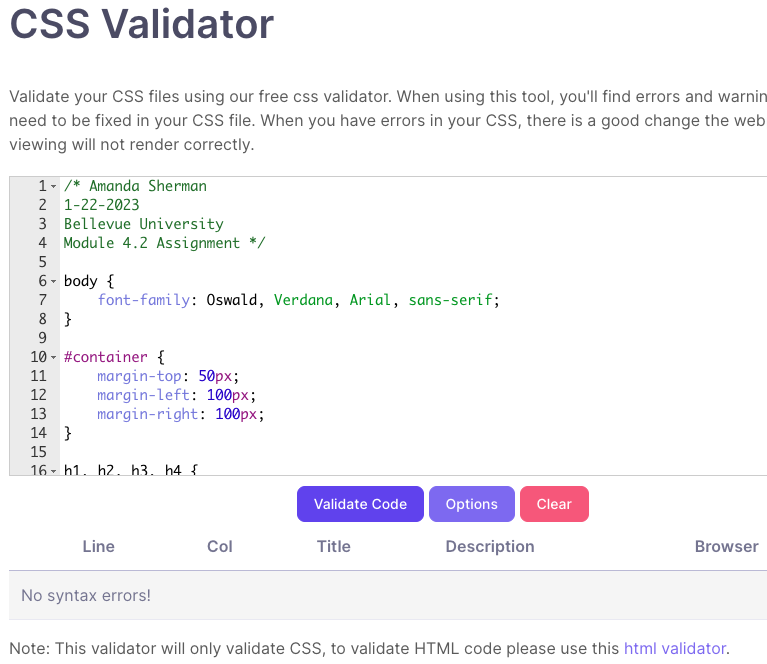 CSS Validator
Validate your CSS files using our free css validator. When using this tool, you'll find errors and warnin
need to be fixed in your CSS file. When you have errors in your CSS, there is a good change the web
viewing will not render correctly.
1 /* Amanda Sherman
2 1-22-2023
3 Bellevue University
4 Module 4.2 Assignment */
5
6 body {
7     font-family: Oswald, Verdana, Arial, sans-serif;
8 }
9
10 #container {
11     margin-top: 50px;
12     margin-left: 100px;
13     margin-right: 100px;
14 }
15
16 h1, h2, h3, h4 {
Validate Code Options Clear
Line Col Title Description Browser
No syntax errors!
Note: This validator will only validate CSS, to validate HTML code please use this html validator.